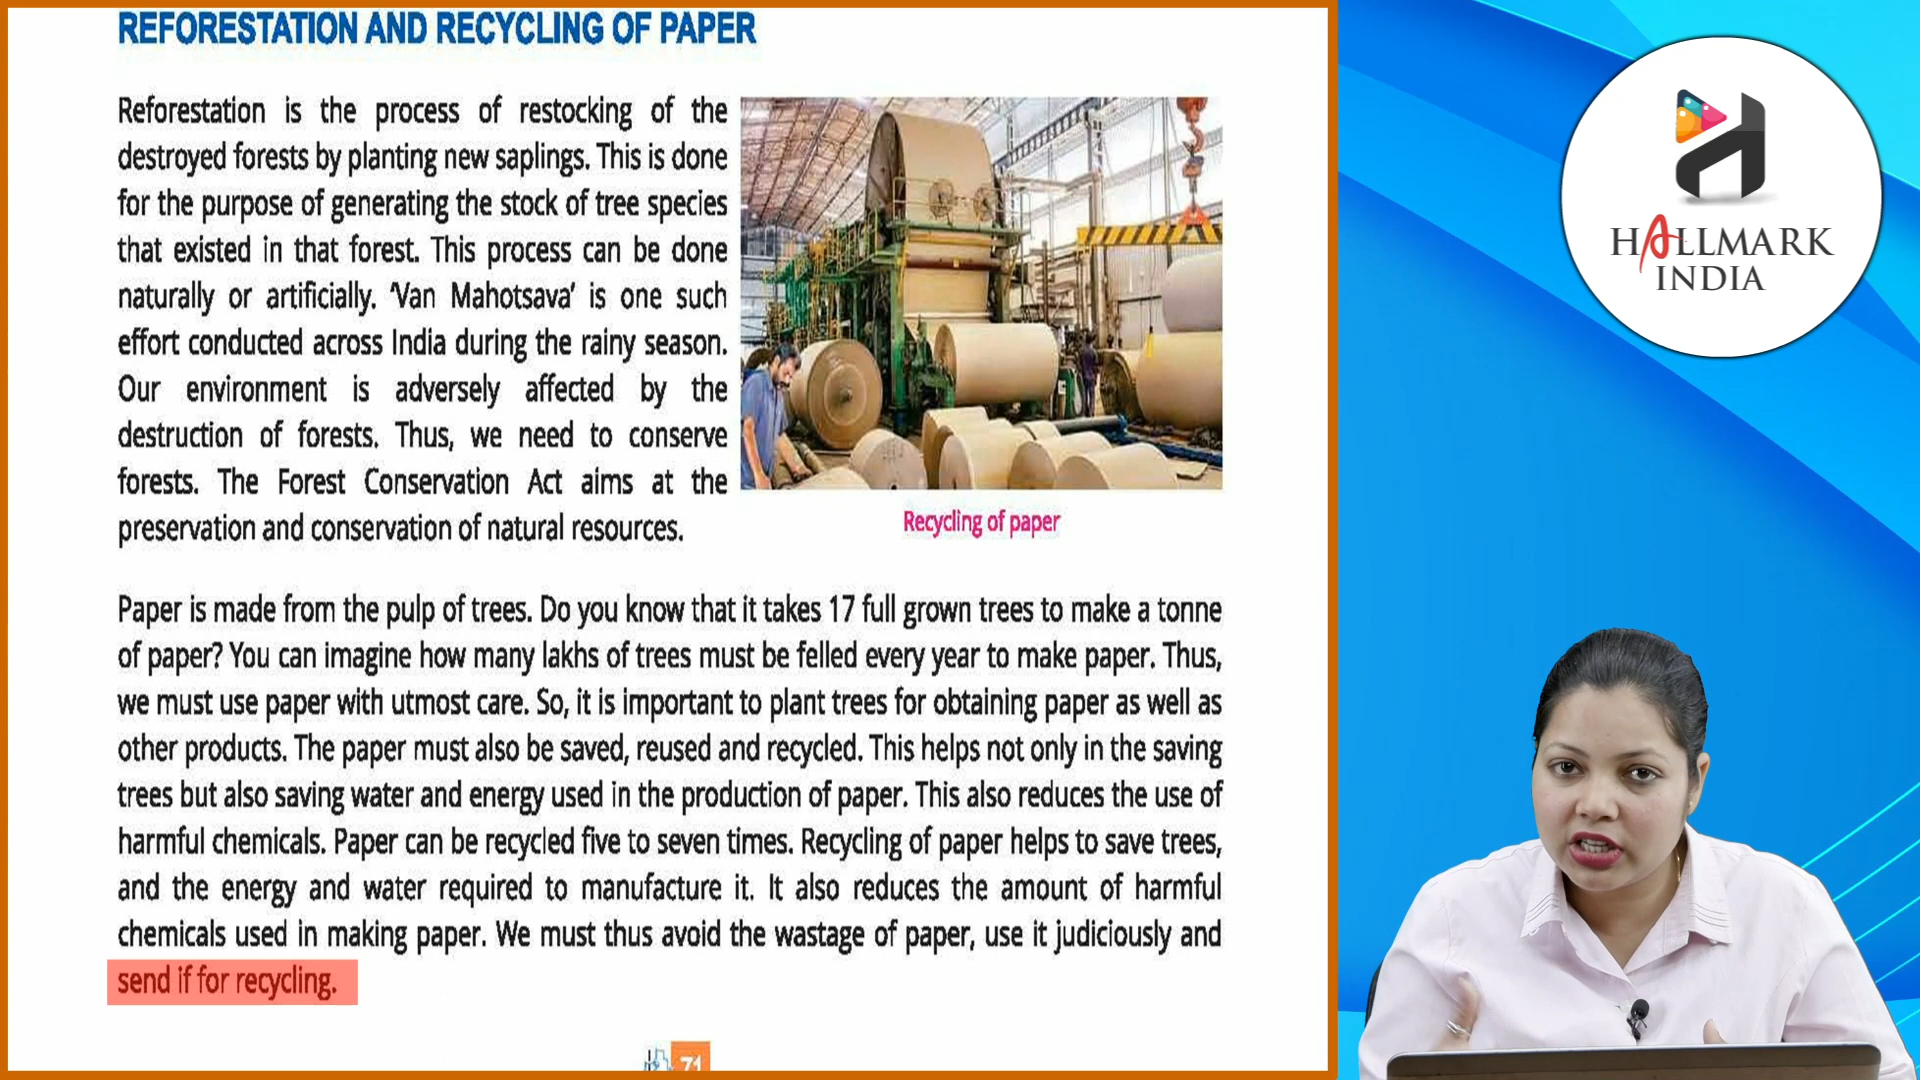 REFORESTATION AND RECYCLING OF PAPER
Reforestation is the process of restocking of the
destroyed forests by planting new saplings. This is done
for the purpose of generating the stock of tree species
that existed in that forest. This process can be done
naturally or artificially. ‘Van Mahotsava’ is one such
effort conducted across India during the rainy season.
Our environment is adversely affected by the
destruction of forests. Thus, we need to conserve
forests. The Forest Conservation Act aims at the
preservation and conservation of natural resources.
Recycling of paper
Paper is made from the pulp of trees. Do you know that it takes 17 full grown trees to make a tonne
of paper? You can imagine how many lakhs of trees must be felled every year to make paper. Thus,
we must use paper with utmost care. So, it is important to plant trees for obtaining paper as well as
other products. The paper must also be saved, reused and recycled. This helps not only in the saving
trees but also saving water and energy used in the production of paper. This also reduces the use of
harmful chemicals. Paper can be recycled five to seven times. Recycling of paper helps to save trees,
and the energy and water required to manufacture it. It also reduces the amount of harmful
chemicals used in making paper. We must thus avoid the wastage of paper, use it judiciously and
send if for recycling.
71
HALLMARK
INDIA